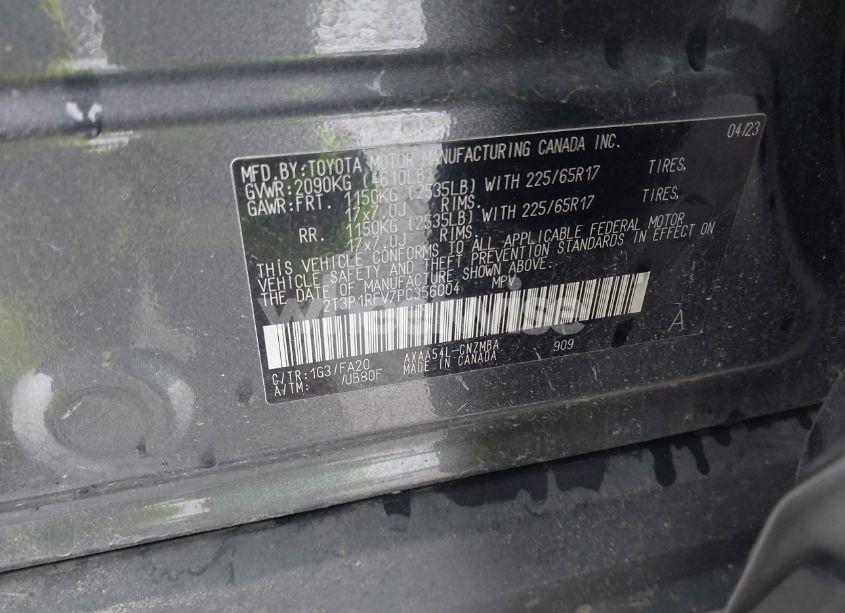 04/23
MFD.BY:TOYOTA MOTOR MANUFACTURING CANADA INC.
GVWR:2090KG (4610LB)
GAWR:FRT. 1150KG (2535LB) WITH 225/65R17 TIRES,
17x7.0J RIMS.
RR. 1150KG (2535LB) WITH 225/65R17 TIRES,
17x7.0J RIMS.
THIS VEHICLE CONFORMS TO ALL APPLICABLE FEDERAL MOTOR
VEHICLE SAFETY AND THEFT PREVENTION STANDARDS IN EFFECT ON
THE DATE OF MANUFACTURE SHOWN ABOVE.
2T3P1RFV7PC356004 MPV
A
C/TR:1G3/FA20 AXAA54L-CNZMBA 909
A/TM: /UB80F MADE IN CANADA